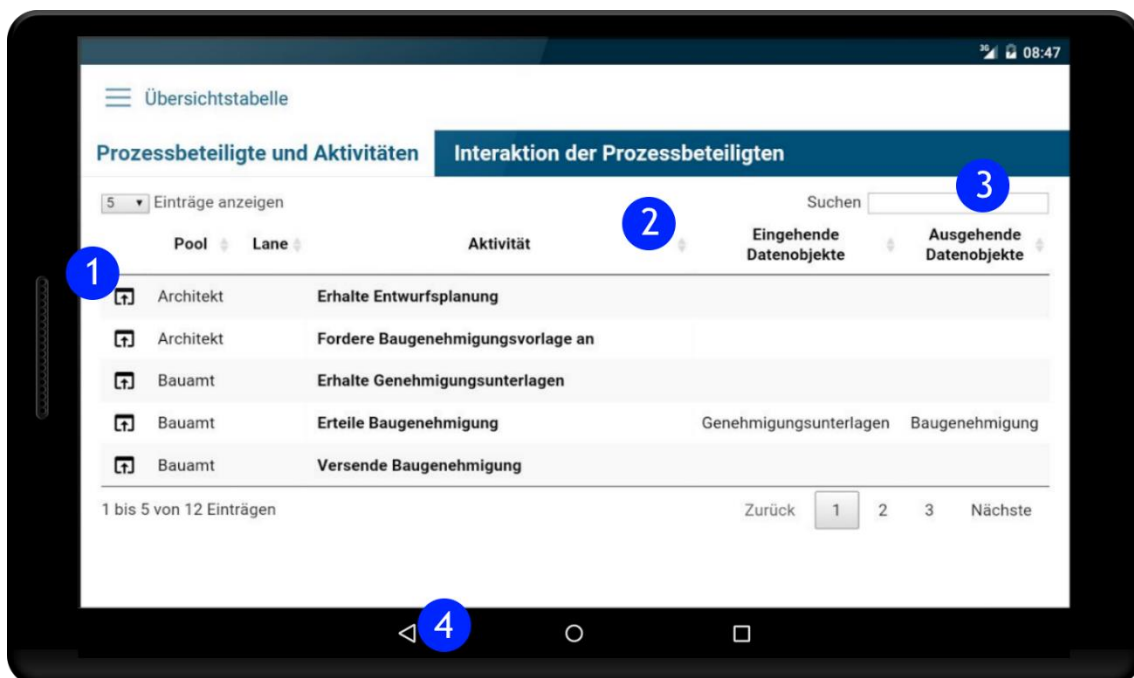 3G 08:47
Übersichtstabelle
Prozessbeteiligte und Aktivitäten Interaktion der Prozessbeteiligten
5 Einträge anzeigen Suchen 3
Pool Lane Aktivität 2 Eingehende Datenobjekte Ausgehende Datenobjekte
1
Architekt Erhalte Entwurfsplanung
Architekt Fordere Baugenehmigungsvorlage an
Bauamt Erhalte Genehmigungsunterlagen
Bauamt Erteile Baugenehmigung Genehmigungsunterlagen Baugenehmigung
Bauamt Versende Baugenehmigung
1 bis 5 von 12 Einträgen Zurück 1 2 3 Nächste
4